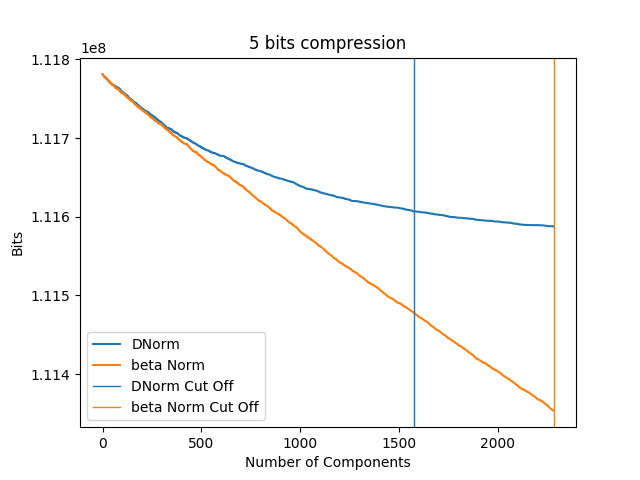 5 bits compression
1e8
1.118
1.117
1.116
1.115
1.114
Bits
DNorm
beta Norm
DNorm Cut Off
beta Norm Cut Off
0 500 1000 1500 2000
Number of Components